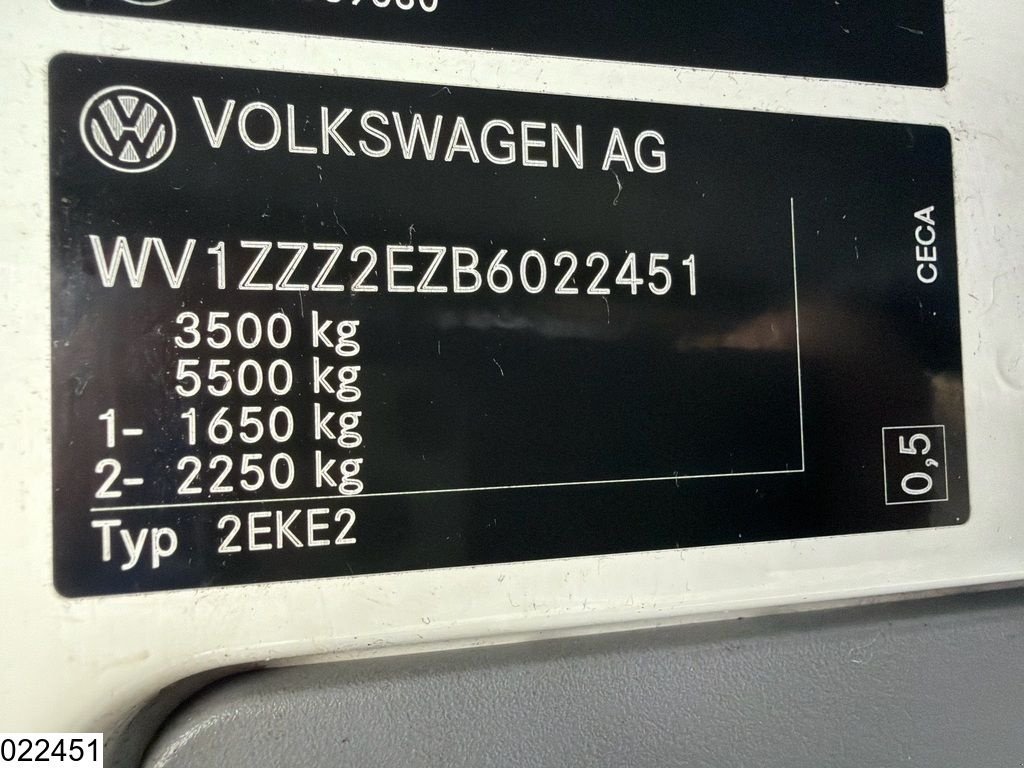 VOLKSWAGEN AG
WV1ZZZ2EZB6022451
3500 kg
5500 kg
1- 1650 kg
2- 2250 kg
Typ 2EKE2
CECA
0,5
022451